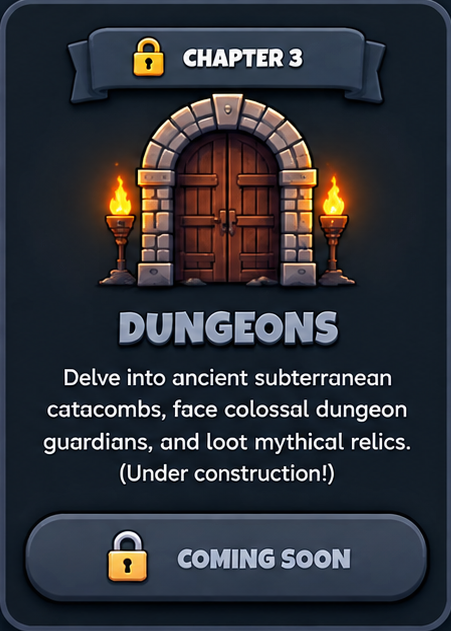 CHAPTER 3
DUNGEONS
Delve into ancient subterranean
catacombs, face colossal dungeon
guardians, and loot mythical relics.
(Under construction!)
COMING SOON